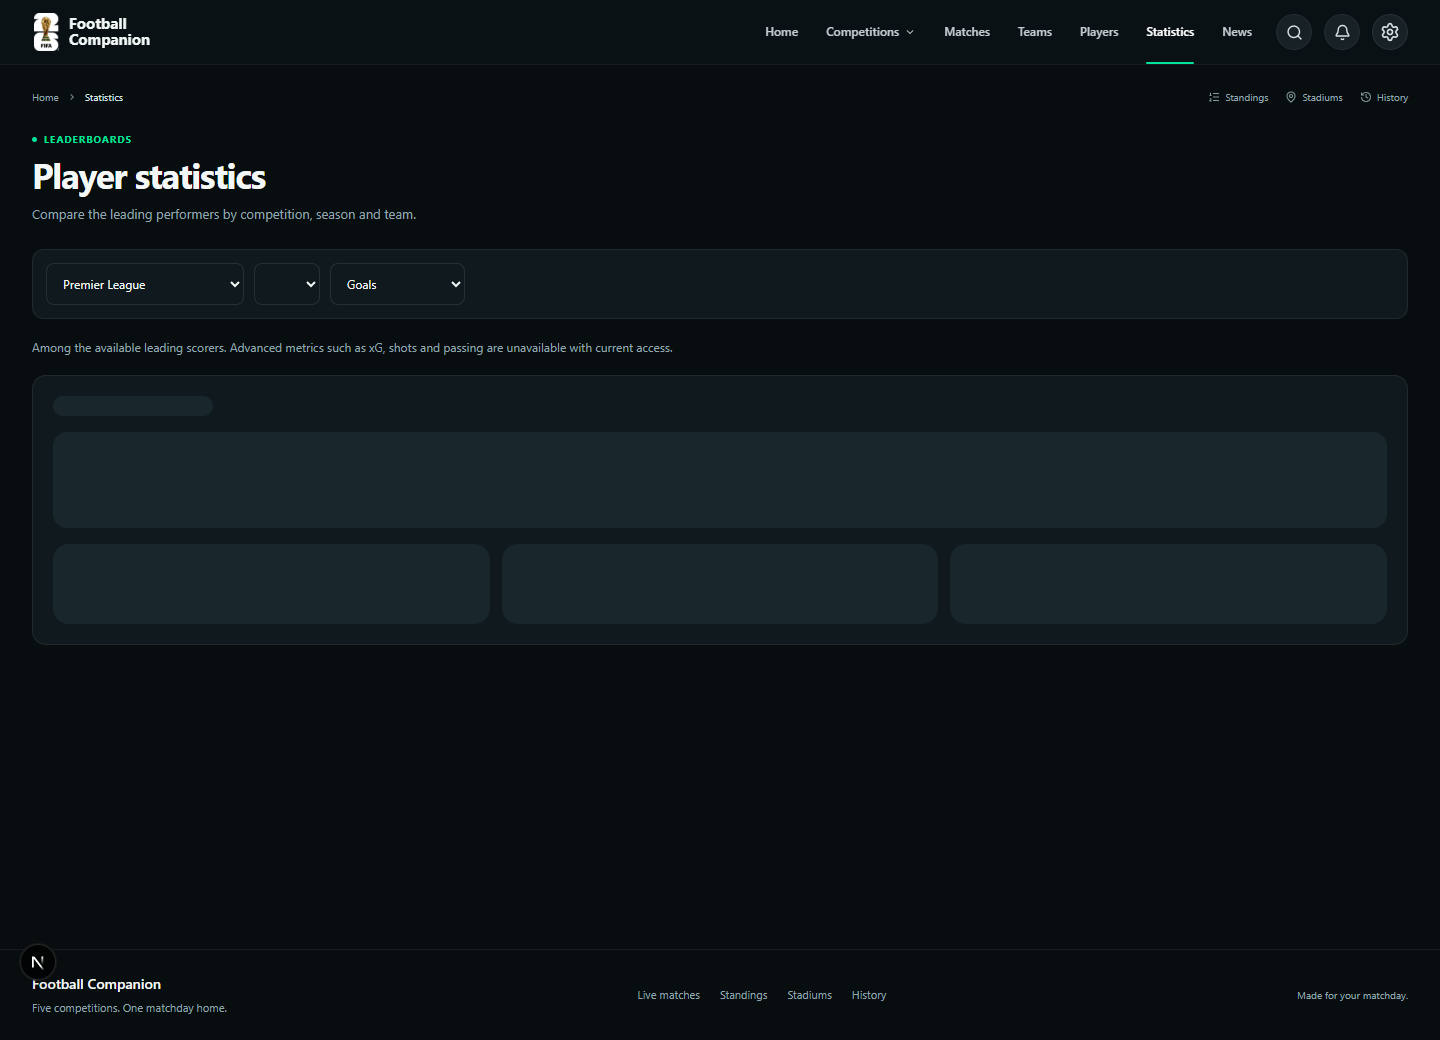 FIFA
Football
Companion
Home
Competitions
Matches
Teams
Players
Statistics
News
Home
Statistics
Standings
Stadiums
History
LEADERBOARDS
Player statistics
Compare the leading performers by competition, season and team.
Premier League
Goals
Among the available leading scorers. Advanced metrics such as xG, shots and passing are unavailable with current access.
N
Football Companion
Five competitions. One matchday home.
Live matches
Standings
Stadiums
History
Made for your matchday.